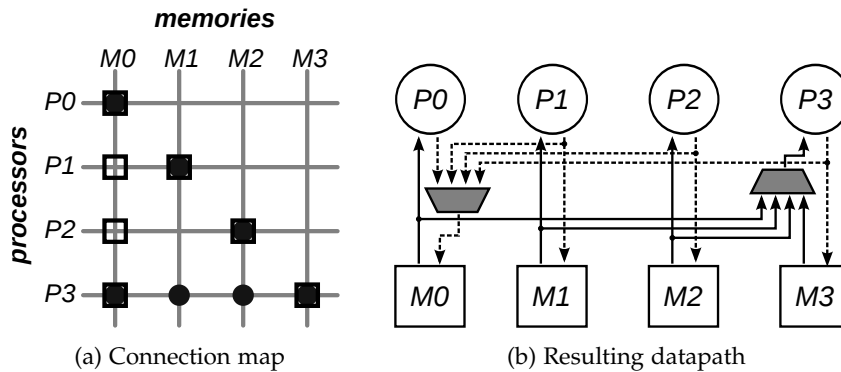 memories
M0 M1 M2 M3
processors
P0
P1
P2
P3
(a) Connection map
P0 P1 P2 P3
M0 M1 M2 M3
(b) Resulting datapath